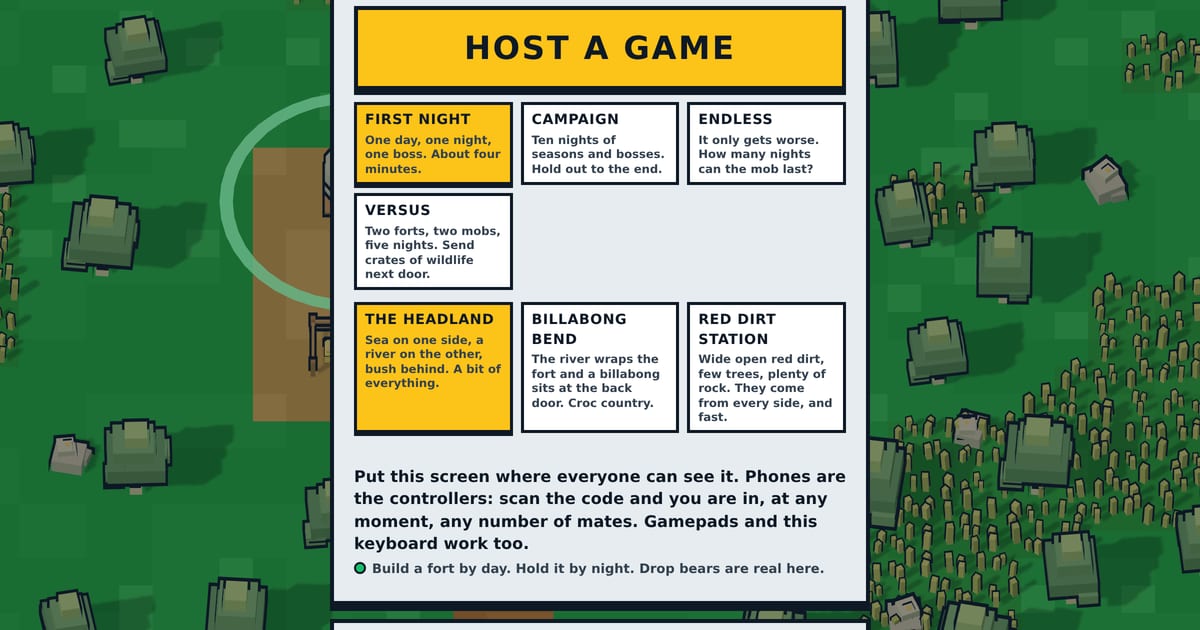 HOST A GAME
FIRST NIGHT
One day, one night,
one boss. About four
minutes.
CAMPAIGN
Ten nights of
seasons and bosses.
Hold out to the end.
ENDLESS
It only gets worse.
How many nights
can the mob last?
VERSUS
Two forts, two mobs,
five nights. Send
crates of wildlife
next door.
THE HEADLAND
Sea on one side, a
river on the other,
bush behind. A bit of
everything.
BILLABONG
BEND
The river wraps the
fort and a billabong
sits at the back
door. Croc country.
RED DIRT
STATION
Wide open red dirt,
few trees, plenty of
rock. They come
from every side, and
fast.
Put this screen where everyone can see it. Phones are
the controllers: scan the code and you are in, at any
moment, any number of mates. Gamepads and this
keyboard work too.
Build a fort by day. Hold it by night. Drop bears are real here.